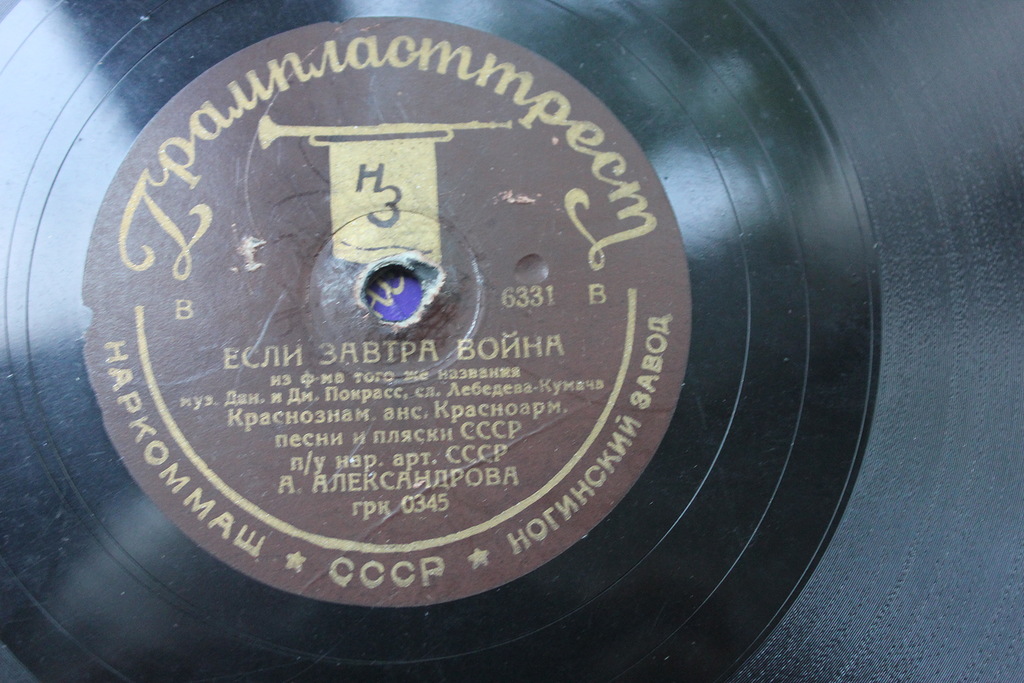 Грампласттрест
НЗ
В 6331 В
ЕСЛИ ЗАВТРА ВОЙНА
из ф-ма того же названия
муз. Дан. и Дм. Покрасс, сл. Лебедева-Кумача
Краснознам. анс. Красноарм.
песни и пляски СССР
п/у нар. арт. СССР
А. АЛЕКСАНДРОВА
грк 0345
НАРКОММАШ ★ СССР ★ НОГИНСКИЙ ЗАВОД